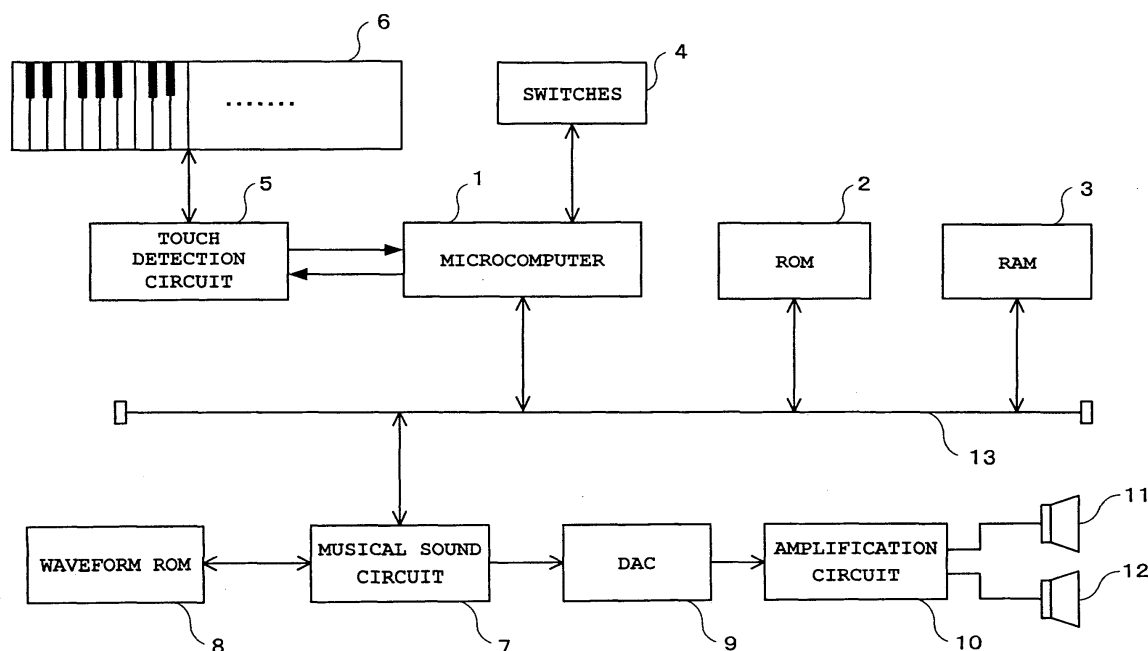 6
4
SWITCHES
5
1
2
3
TOUCH
DETECTION
CIRCUIT
MICROCOMPUTER
ROM
RAM
13
11
WAVEFORM ROM
MUSICAL SOUND
CIRCUIT
DAC
AMPLIFICATION
CIRCUIT
12
8
7
9
10